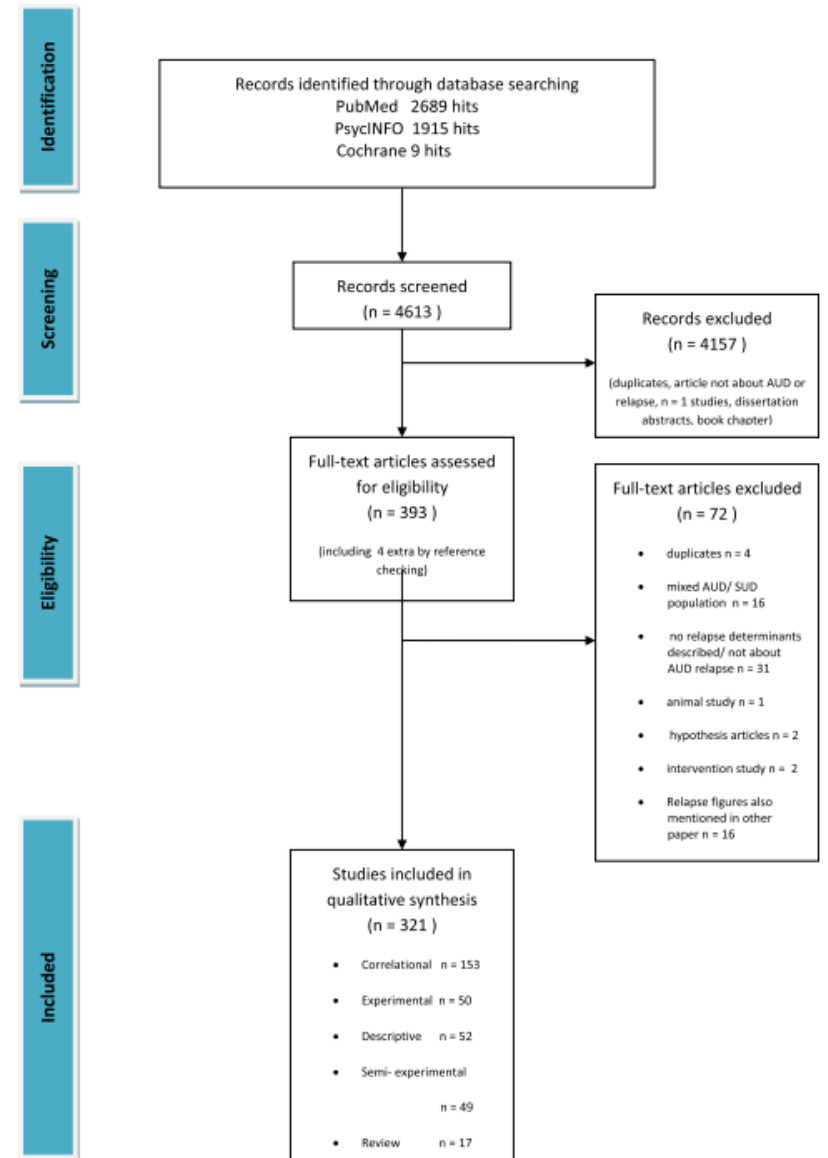 Identification
Records identified through database searching
PubMed 2689 hits
PsycINFO 1915 hits
Cochrane 9 hits
Screening
Records screened
(n = 4613 )
Records excluded
(n = 4157 )
(duplicates, article not about AUD or
relapse, n = 1 studies, dissertation
abstracts, book chapter)
Eligibility
Full-text articles assessed
for eligibility
(n = 393 )
(including 4 extra by reference
checking)
Full-text articles excluded
(n = 72 )
• duplicates n = 4
• mixed AUD/ SUD
population n = 16
• no relapse determinants
described/ not about
AUD relapse n = 31
• animal study n = 1
• hypothesis articles n = 2
• intervention study n = 2
• Relapse figures also
mentioned in other
paper n = 16
Included
Studies included in
qualitative synthesis
(n = 321 )
• Correlational n = 153
• Experimental n = 50
• Descriptive n = 52
• Semi- experimental
n = 49
• Review n = 17